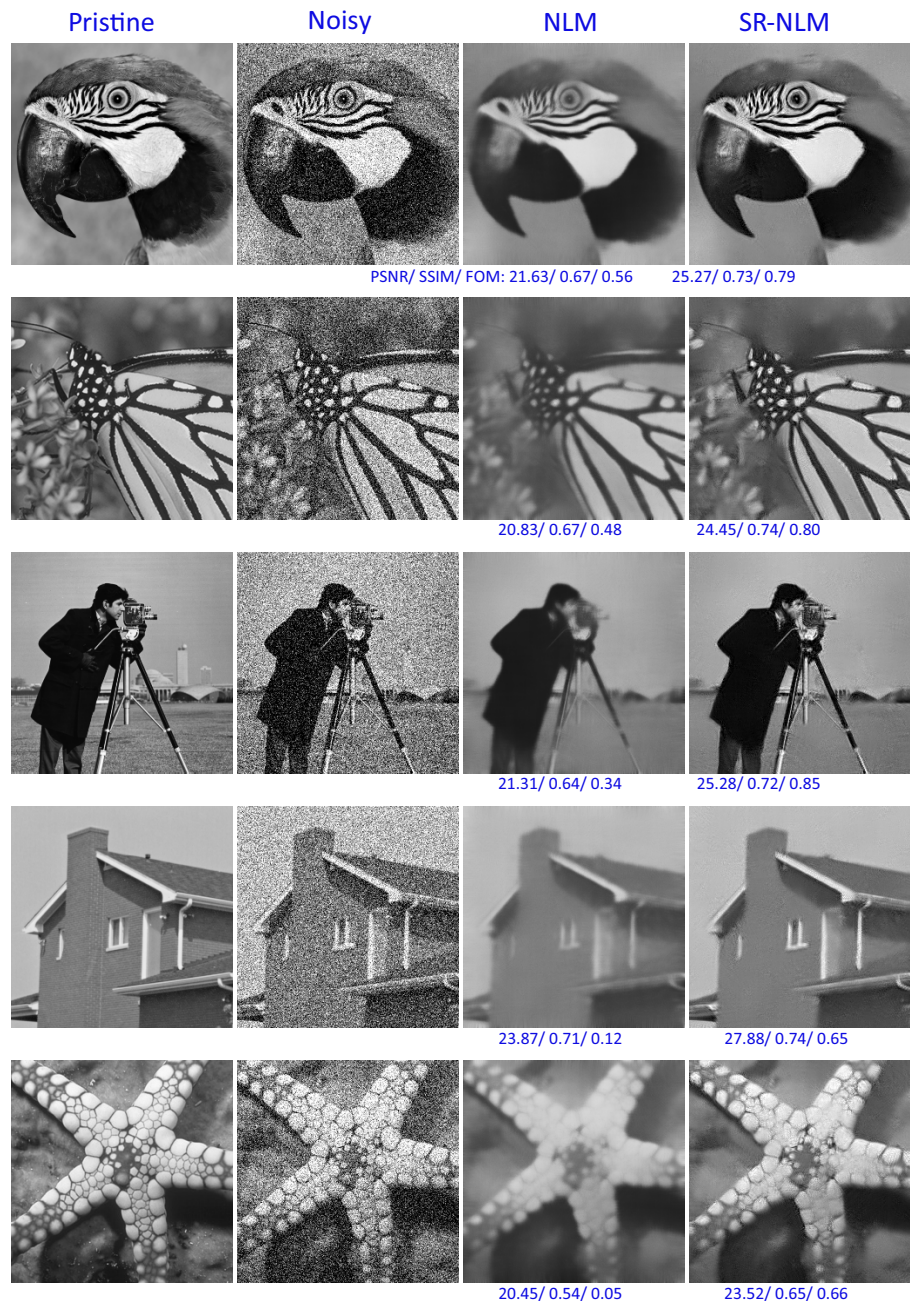 Pristine Noisy NLM SR-NLM
PSNR/ SSIM/ FOM: 21.63/ 0.67/ 0.56 25.27/ 0.73/ 0.79
20.83/ 0.67/ 0.48 24.45/ 0.74/ 0.80
21.31/ 0.64/ 0.34 25.28/ 0.72/ 0.85
23.87/ 0.71/ 0.12 27.88/ 0.74/ 0.65
20.45/ 0.54/ 0.05 23.52/ 0.65/ 0.66